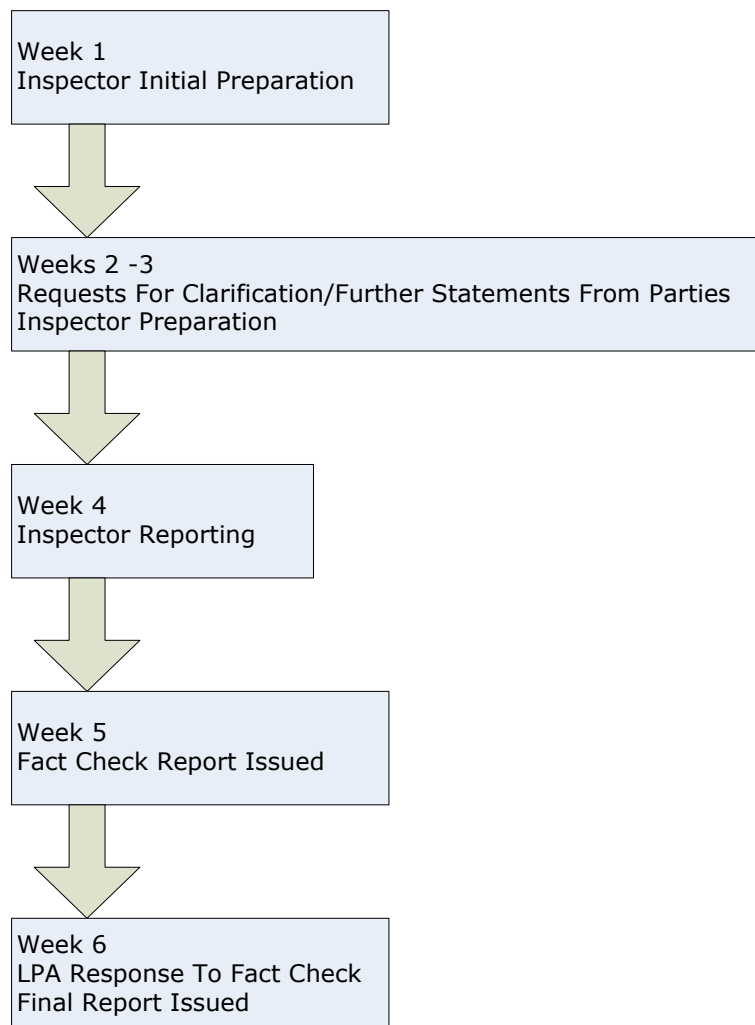 Week 1
Inspector Initial Preparation
Weeks 2 -3
Requests For Clarification/Further Statements From Parties
Inspector Preparation
Week 4
Inspector Reporting
Week 5
Fact Check Report Issued
Week 6
LPA Response To Fact Check
Final Report Issued